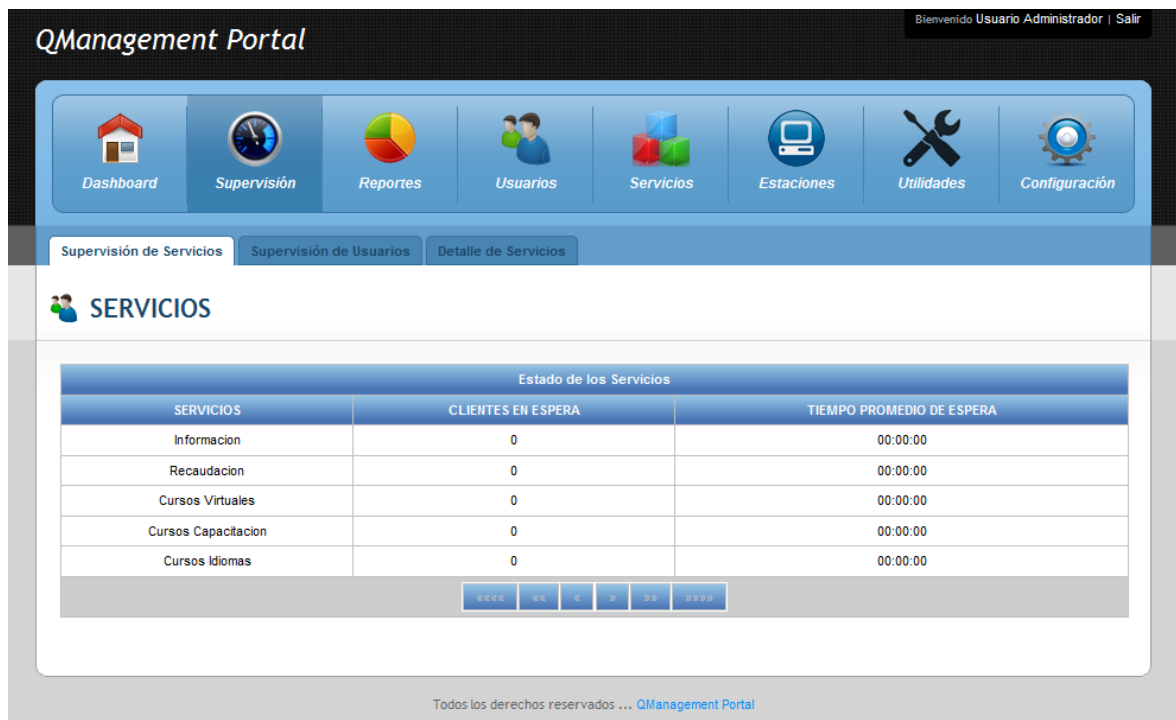 Bienvenido Usuario Administrador | Salir
QManagement Portal
Dashboard Supervisión Reportes Usuarios Servicios Estaciones Utilidades Configuración
Supervisión de Servicios Supervisión de Usuarios Detalle de Servicios
SERVICIOS
Estado de los Servicios
SERVICIOS CLIENTES EN ESPERA TIEMPO PROMEDIO DE ESPERA
Informacion 0 00:00:00
Recaudacion 0 00:00:00
Cursos Virtuales 0 00:00:00
Cursos Capacitacion 0 00:00:00
Cursos Idiomas 0 00:00:00
«««« «« « » »» »»»»
Todos los derechos reservados ... QManagement Portal